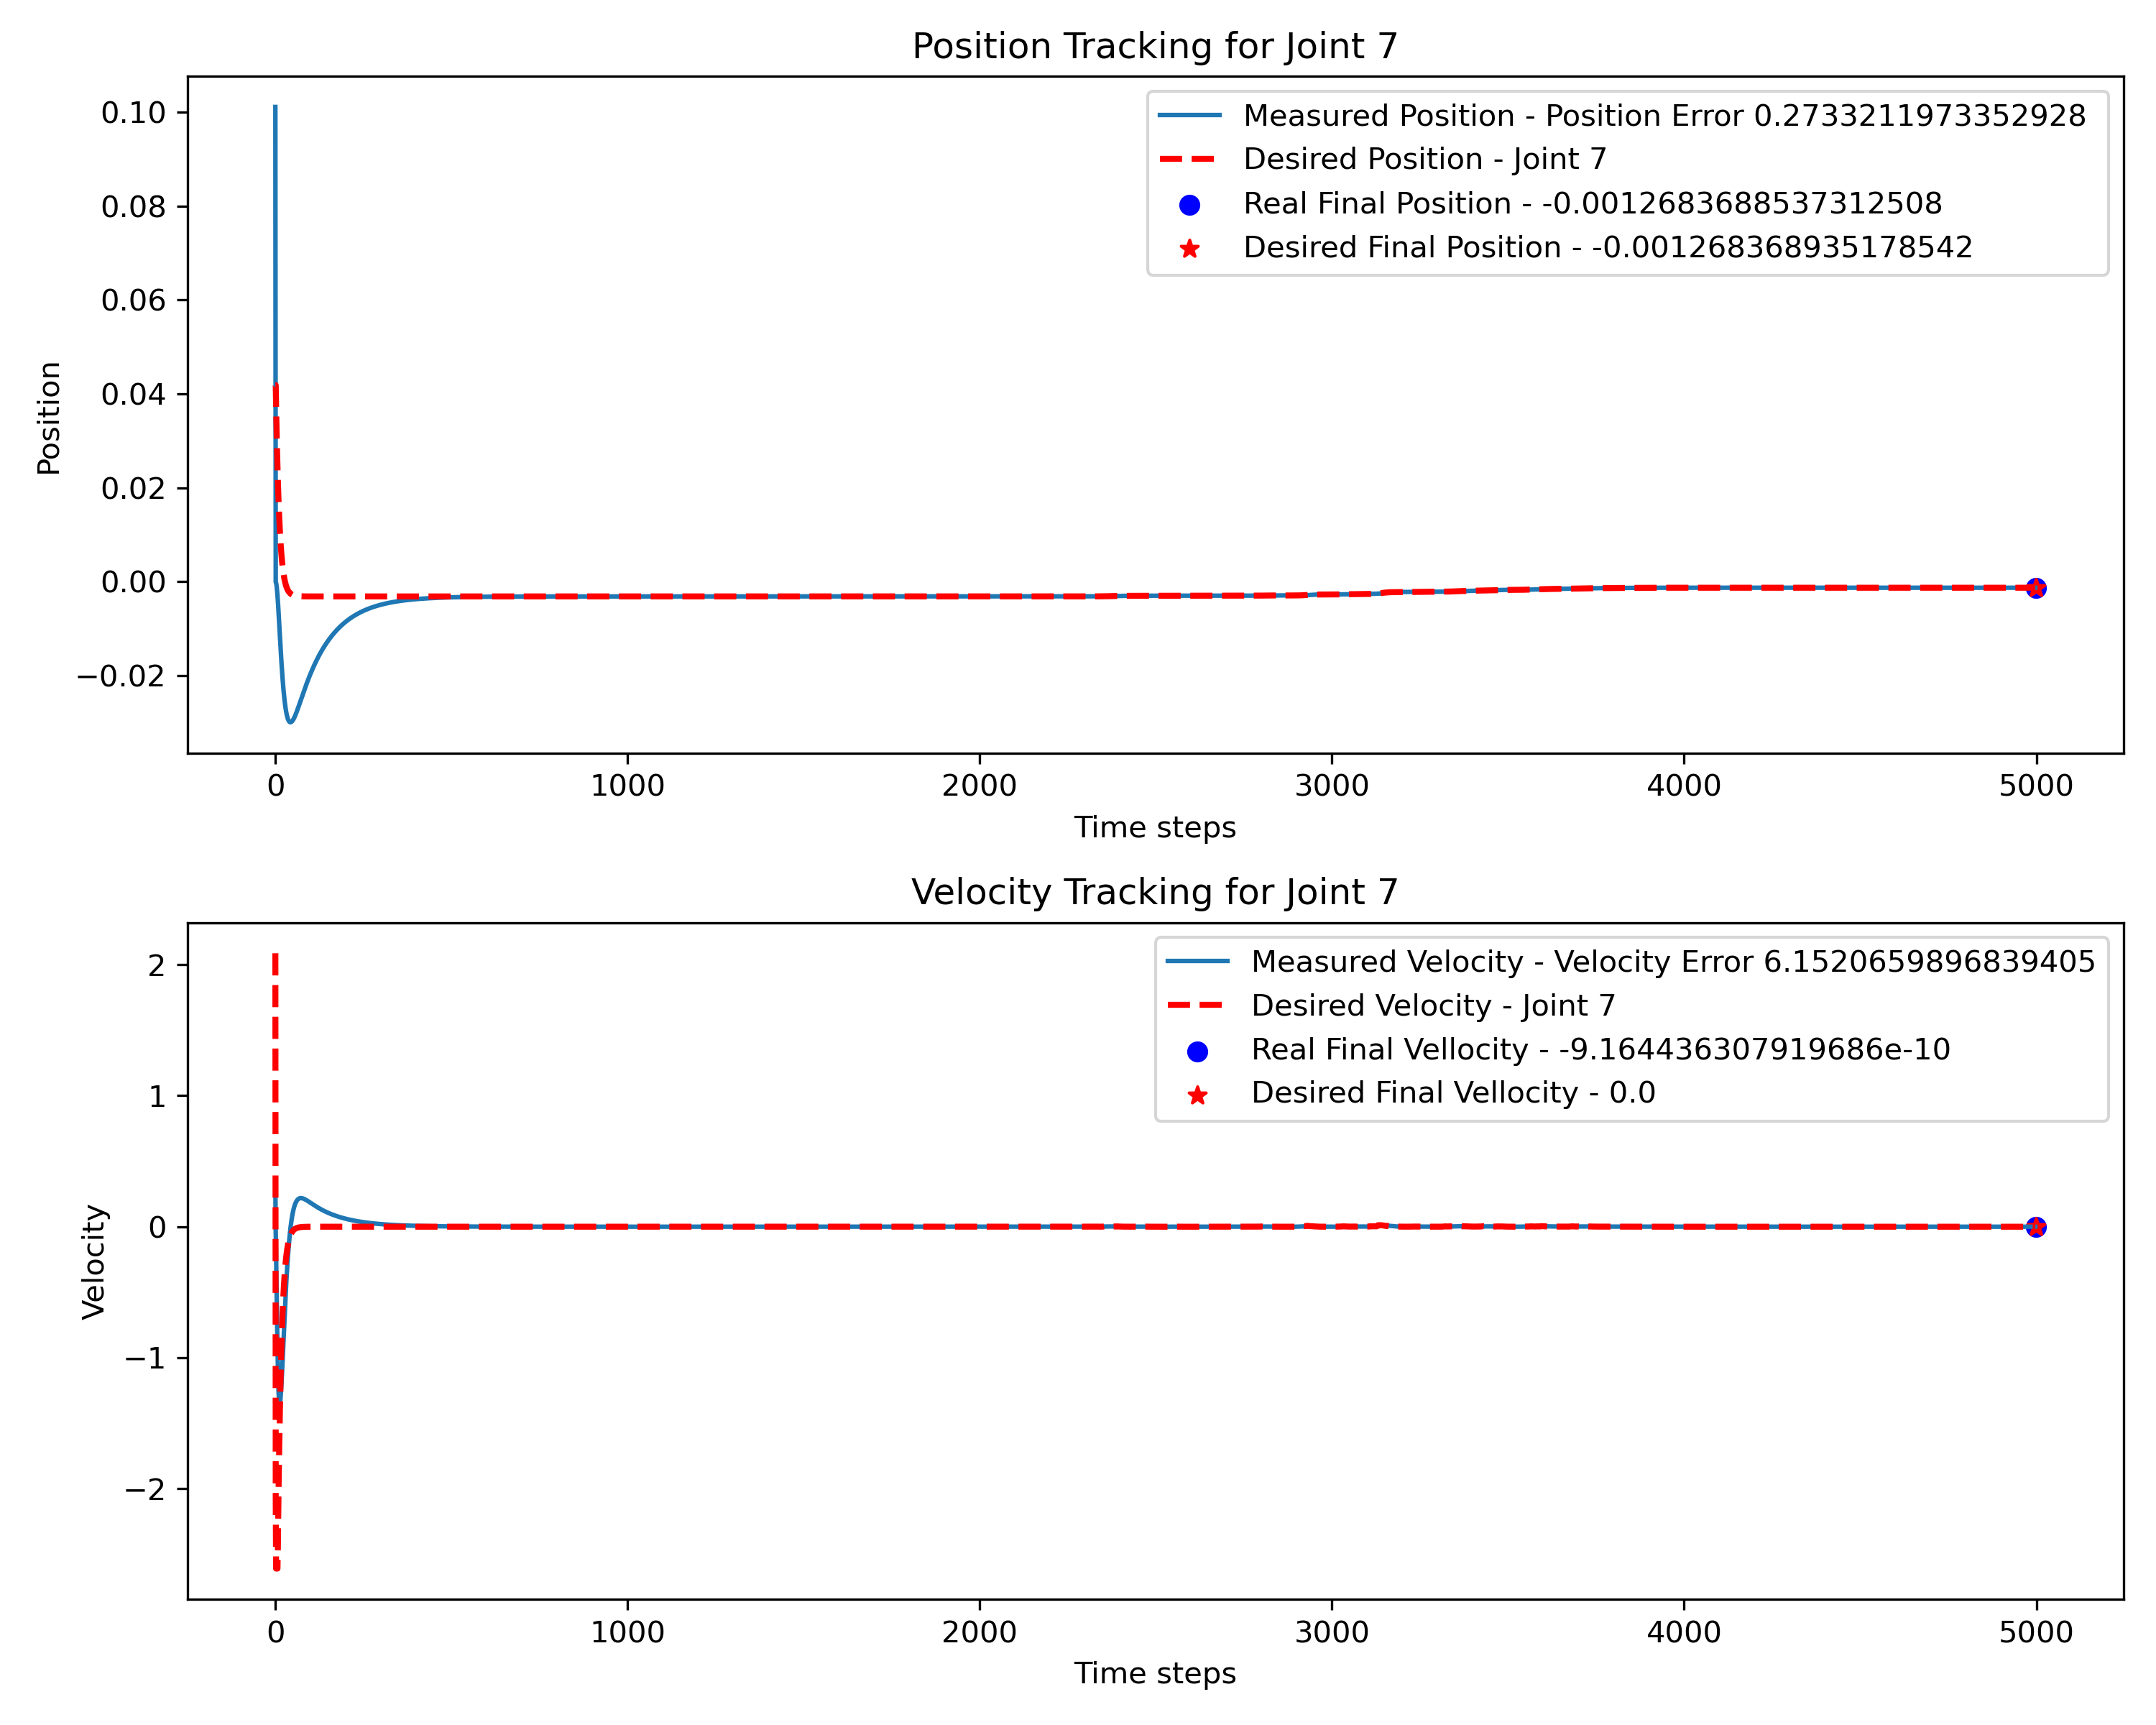 Position Tracking for Joint 7
Measured Position - Position Error 0.2733211973352928
Desired Position - Joint 7
Real Final Position - -0.0012683688537312508
Desired Final Position - -0.001268368935178542
0.10
0.08
0.06
0.04
0.02
0.00
−0.02
Position
0 1000 2000 3000 4000 5000
Time steps
Velocity Tracking for Joint 7
Measured Velocity - Velocity Error 6.1520659896839405
Desired Velocity - Joint 7
Real Final Vellocity - -9.164436307919686e-10
Desired Final Vellocity - 0.0
2
1
0
−1
−2
Velocity
0 1000 2000 3000 4000 5000
Time steps